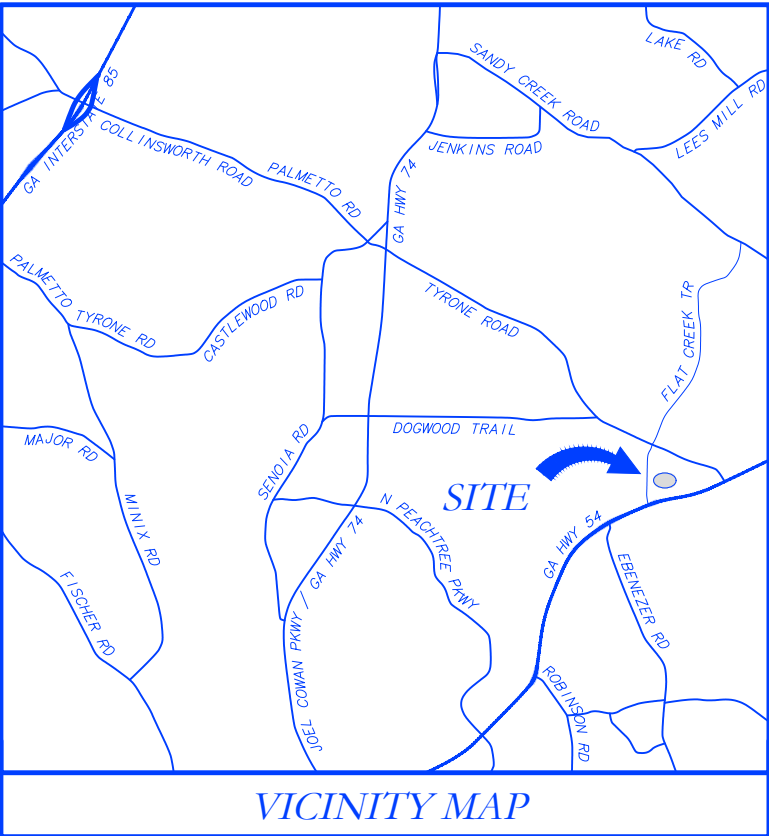 LAKE RD
SANDY CREEK ROAD
LEES MILL RD
GA INTERSTATE 85
COLLINSWORTH ROAD
JENKINS ROAD
PALMETTO RD
GA HWY 74
PALMETTO TYRONE RD
CASTLEWOOD RD
TYRONE ROAD
FLAT CREEK TR
MAJOR RD
SENOIA RD
DOGWOOD TRAIL
SITE
MINIX RD
N PEACHTREE PKWY
GA HWY 54
FISCHER RD
JOEL COWAN PKWY / GA HWY 74
EBENEZER RD
ROBINSON RD
VICINITY MAP